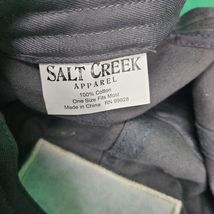 SALT CREEK
APPAREL
100% Cotton
One Size Fits Most
Made in China RN 99028